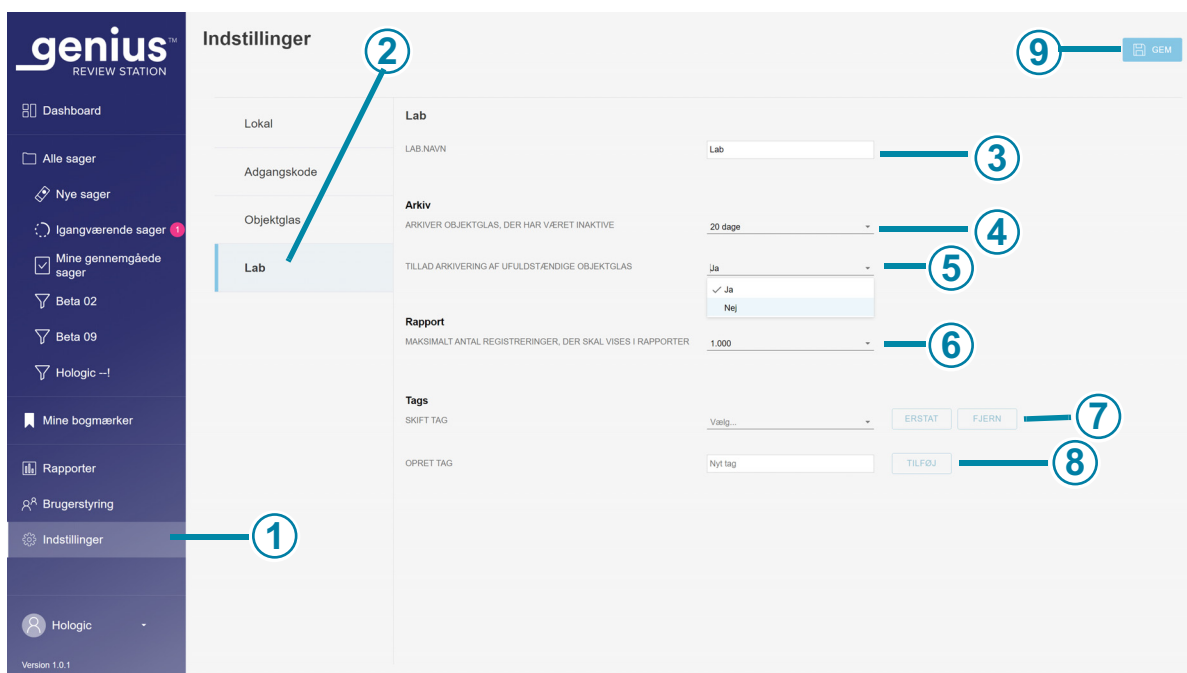 genius™
REVIEW STATION
Dashboard
Alle sager
Nye sager
Igangværende sager 1
Mine gennemgåede
sager
Beta 02
Beta 09
Hologic --!
Mine bogmærker
Rapporter
Brugerstyring
Indstillinger
1
Hologic
Version 1.0.1
Indstillinger
2
9
GEM
Lokal
Adgangskode
Objektglas
Lab
Lab
LAB.NAVN
Lab
3
Arkiv
ARKIVER OBJEKTGLAS, DER HAR VÆRET INAKTIVE
20 dage
4
TILLAD ARKIVERING AF UFULDSTÆNDIGE OBJEKTGLAS
Ja
5
Ja
Nej
Rapport
MAKSIMALT ANTAL REGISTRERINGER, DER SKAL VISES I RAPPORTER
1.000
6
Tags
SKIFT TAG
Vælg...
ERSTAT
FJERN
7
OPRET TAG
Nyt tag
TILFØJ
8